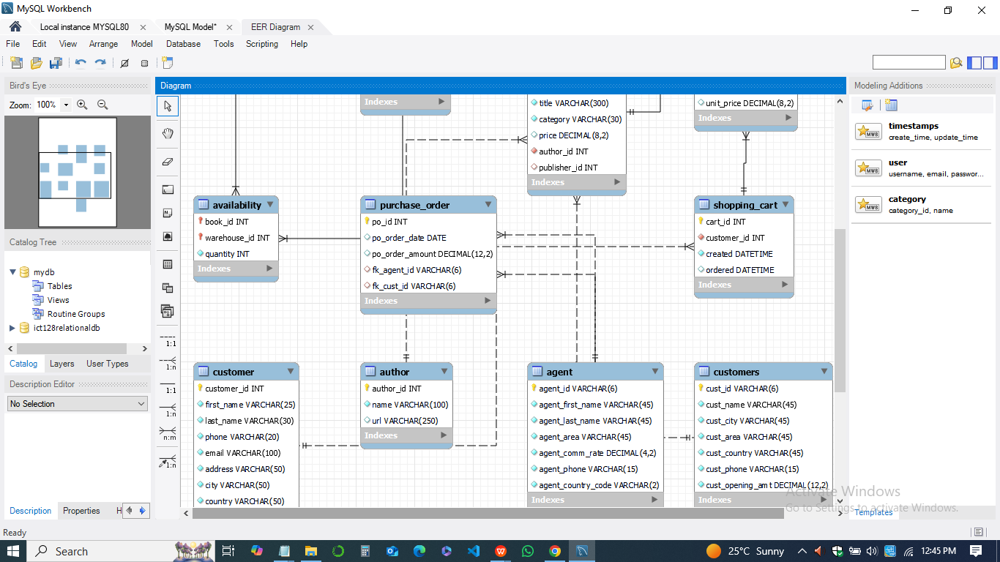 MySQL Workbench
Local instance MYSQL80
MySQL Model*
EER Diagram
File Edit View Arrange Model Database Tools Scripting Help
Bird's Eye
Zoom: 100%
Catalog Tree
mydb
Tables
Views
Routine Groups
ict128relationaldb
Catalog Layers User Types
Description Editor
No Selection
Description Properties H
Diagram
1:1
1:n
1:1
1:n
n:m
1:n
Indexes
title VARCHAR(300)
category VARCHAR(30)
price DECIMAL(8,2)
author_id INT
publisher_id INT
Indexes
unit_price DECIMAL(8,2)
Indexes
availability
book_id INT
warehouse_id INT
quantity INT
Indexes
purchase_order
po_id INT
po_order_date DATE
po_order_amount DECIMAL(12,2)
fk_agent_id VARCHAR(6)
fk_cust_id VARCHAR(6)
Indexes
shopping_cart
cart_id INT
customer_id INT
created DATETIME
ordered DATETIME
Indexes
customer
customer_id INT
first_name VARCHAR(25)
last_name VARCHAR(30)
phone VARCHAR(20)
email VARCHAR(100)
address VARCHAR(50)
city VARCHAR(50)
country VARCHAR(50)
author
author_id INT
name VARCHAR(100)
url VARCHAR(250)
Indexes
agent
agent_id VARCHAR(6)
agent_first_name VARCHAR(45)
agent_last_name VARCHAR(45)
agent_area VARCHAR(45)
agent_comm_rate DECIMAL(4,2)
agent_phone VARCHAR(15)
agent_country_code VARCHAR(2)
Indexes
customers
cust_id VARCHAR(6)
cust_name VARCHAR(45)
cust_city VARCHAR(45)
cust_area VARCHAR(45)
cust_country VARCHAR(45)
cust_phone VARCHAR(15)
cust_opening_amt DECIMAL(12,2)
Indexes
Modeling Additions
MWB
timestamps
create_time, update_time
MWB
user
username, email, passwor...
MWB
category
category_id, name
Activate Windows
Go to Settings to activate Windows.
Templates
Ready
Search
25°C Sunny
12:45 PM